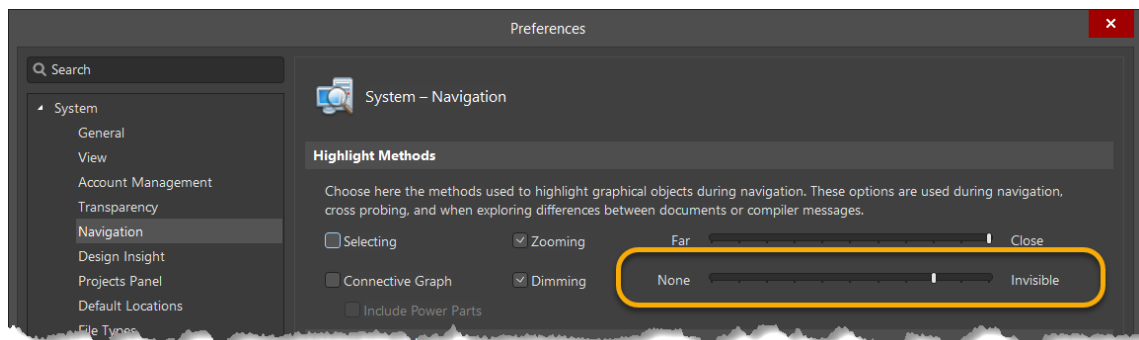 Preferences
Search
System
General
View
Account Management
Transparency
Navigation
Design Insight
Projects Panel
Default Locations
File Types
System – Navigation
Highlight Methods
Choose here the methods used to highlight graphical objects during navigation. These options are used during navigation,
cross probing, and when exploring differences between documents or compiler messages.
Selecting Zooming Far Close
Connective Graph Dimming None Invisible
Include Power Parts